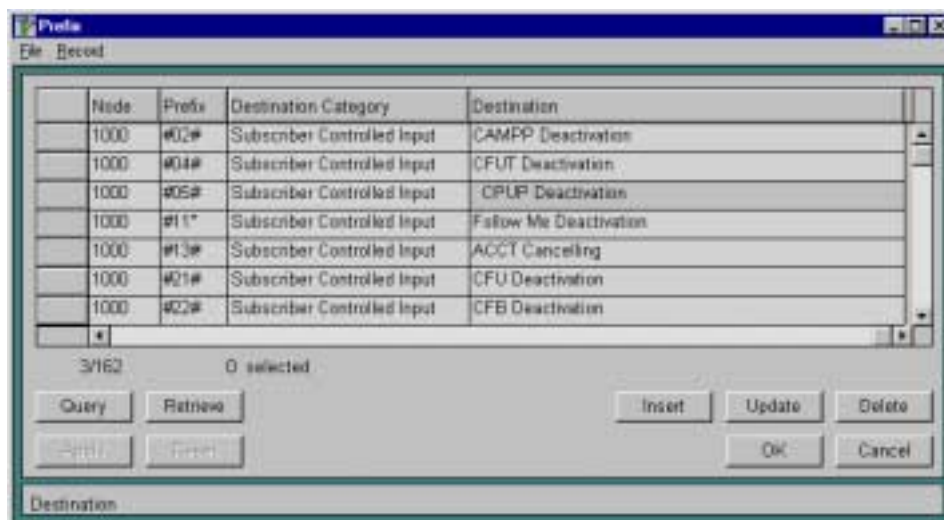 Prefix
File Record
Node Prefix Destination Category Destination
1000 #02# Subscriber Controlled Input CAMPP Deactivation
1000 #04# Subscriber Controlled Input CFUT Deactivation
1000 #05# Subscriber Controlled Input CPUP Deactivation
1000 #11* Subscriber Controlled Input Follow Me Deactivation
1000 #13# Subscriber Controlled Input ACCT Cancelling
1000 #21# Subscriber Controlled Input CFU Deactivation
1000 #22# Subscriber Controlled Input CFB Deactivation
3/162 0 selected
Query Retrieve Insert Update Delete
Apply OK Cancel
Destination